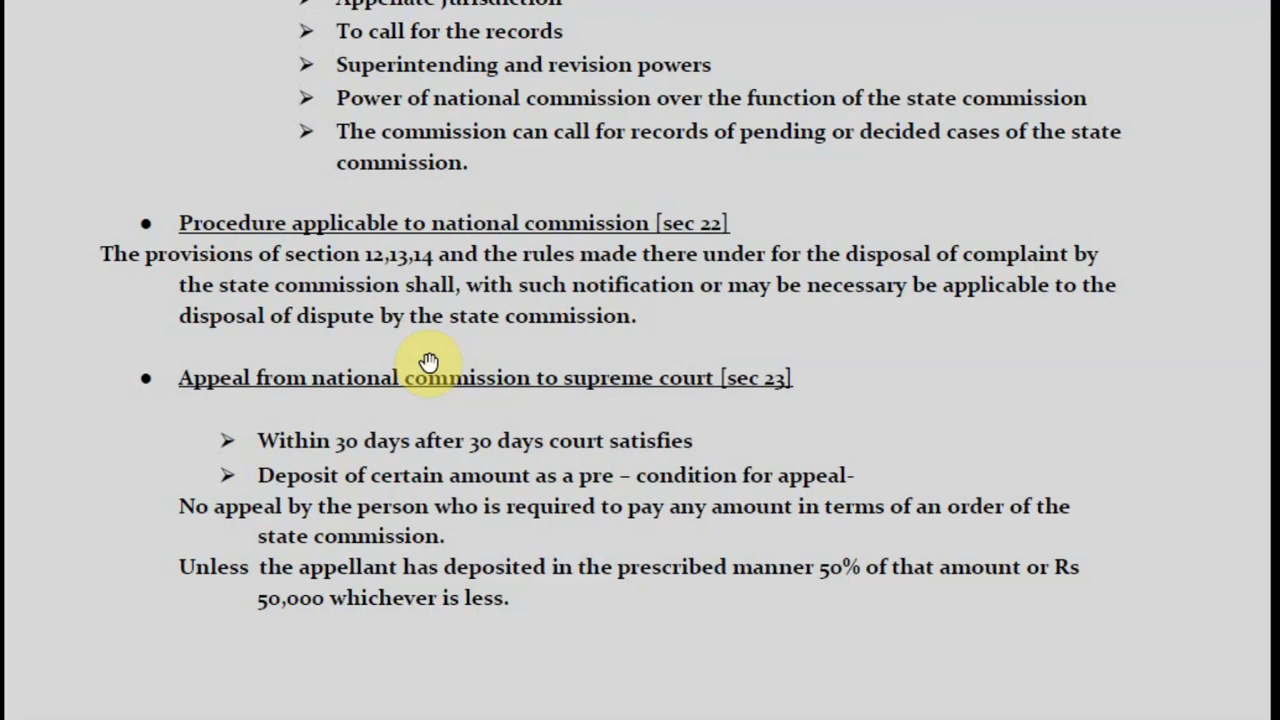 Appellate jurisdiction
➢ To call for the records
➢ Superintending and revision powers
➢ Power of national commission over the function of the state commission
➢ The commission can call for records of pending or decided cases of the state
commission.
● Procedure applicable to national commission [sec 22]
The provisions of section 12,13,14 and the rules made there under for the disposal of complaint by
the state commission shall, with such notification or may be necessary be applicable to the
disposal of dispute by the state commission.
● Appeal from national commission to supreme court [sec 23]
➢ Within 30 days after 30 days court satisfies
➢ Deposit of certain amount as a pre – condition for appeal-
No appeal by the person who is required to pay any amount in terms of an order of the
state commission.
Unless the appellant has deposited in the prescribed manner 50% of that amount or Rs
50,000 whichever is less.